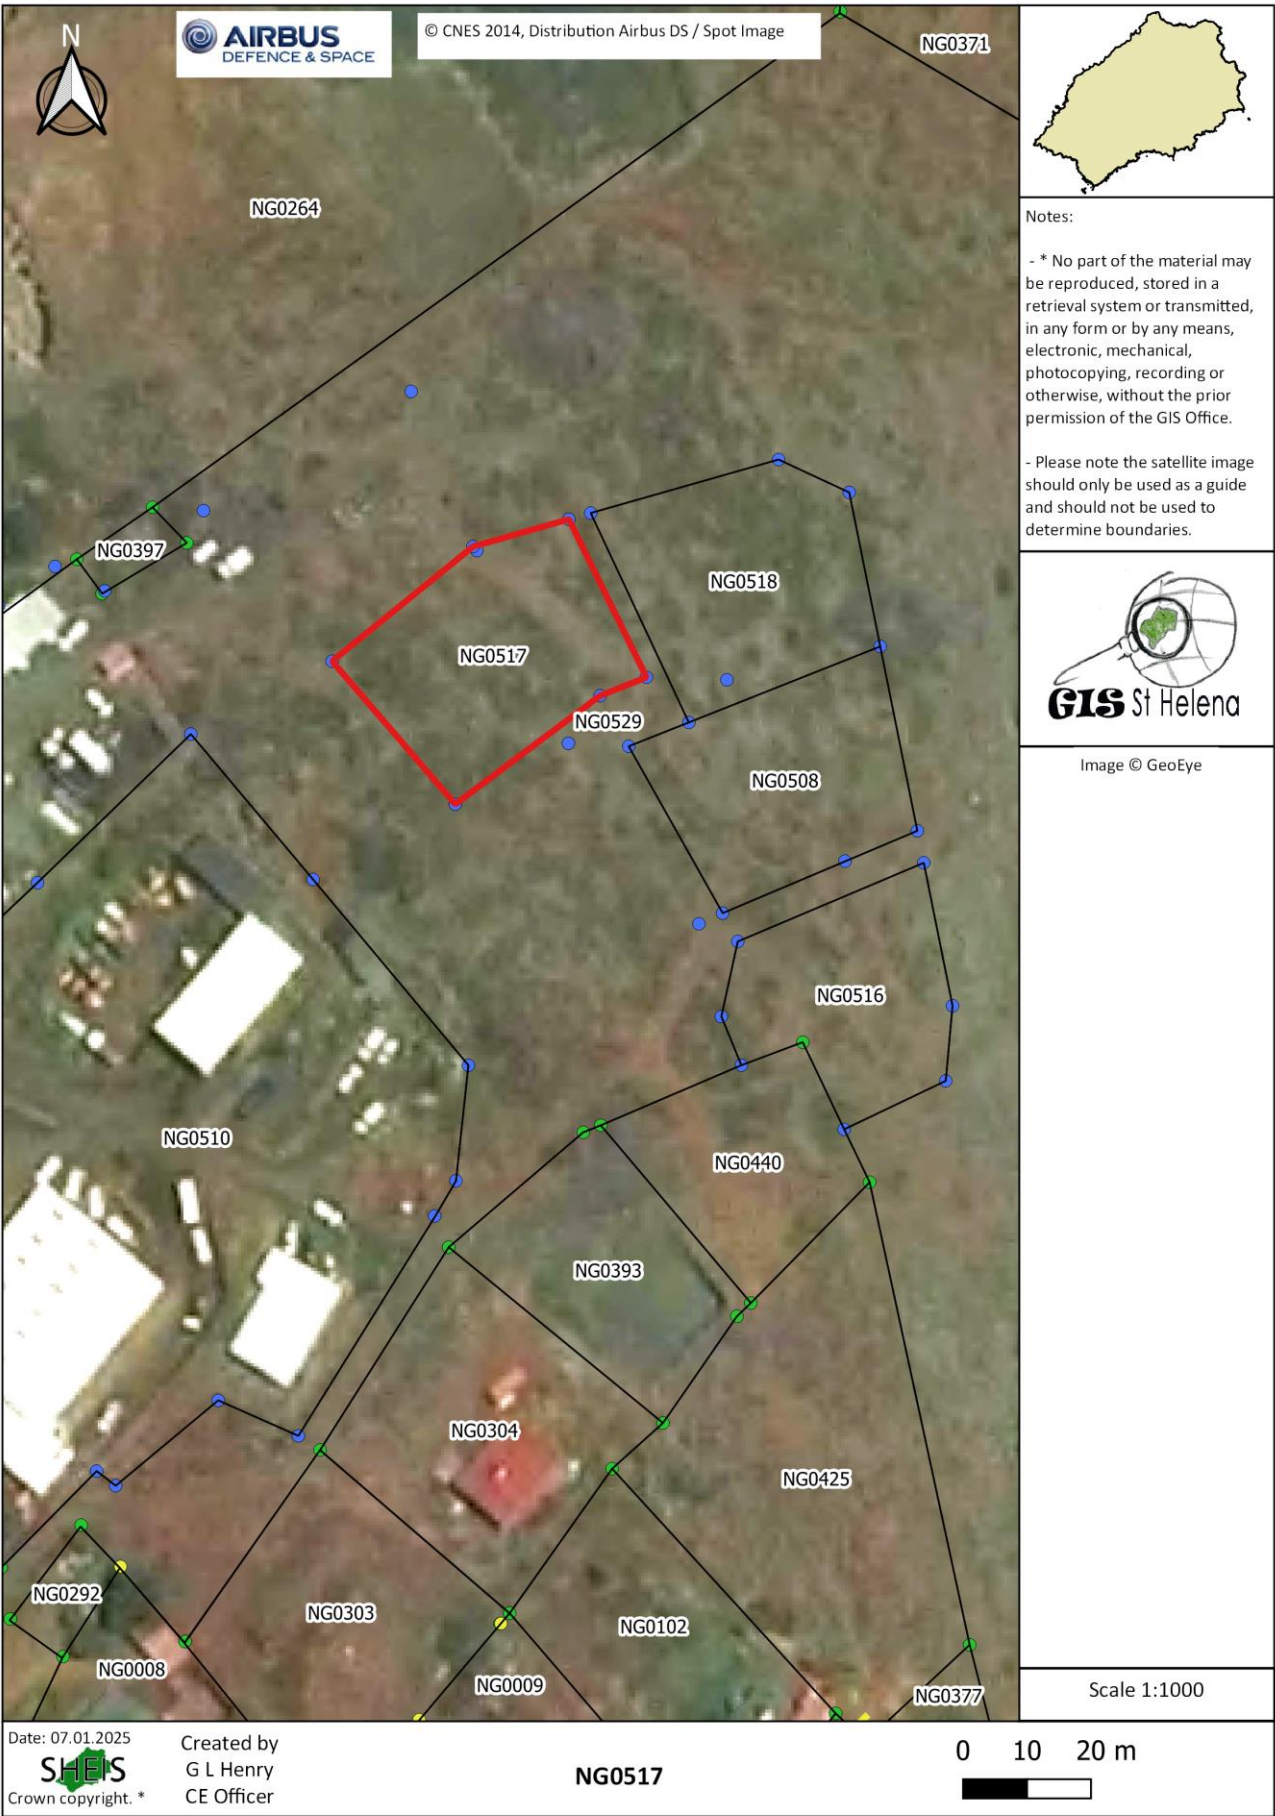 N
AIRBUS
DEFENCE & SPACE
© CNES 2014, Distribution Airbus DS / Spot Image
NG0371
NG0264
NG0397
NG0518
NG0517
NG0529
NG0508
NG0516
NG0510
NG0440
NG0393
NG0304
NG0425
NG0292
NG0303
NG0102
NG0008
NG0009
NG0377
Notes:
- * No part of the material may
be reproduced, stored in a
retrieval system or transmitted,
in any form or by any means,
electronic, mechanical,
photocopying, recording or
otherwise, without the prior
permission of the GIS Office.
- Please note the satellite image
should only be used as a guide
and should not be used to
determine boundaries.
GIS St Helena
Image © GeoEye
Scale 1:1000
Date: 07.01.2025
SHEIS
Crown copyright. *
Created by
G L Henry
CE Officer
NG0517
0 10 20 m